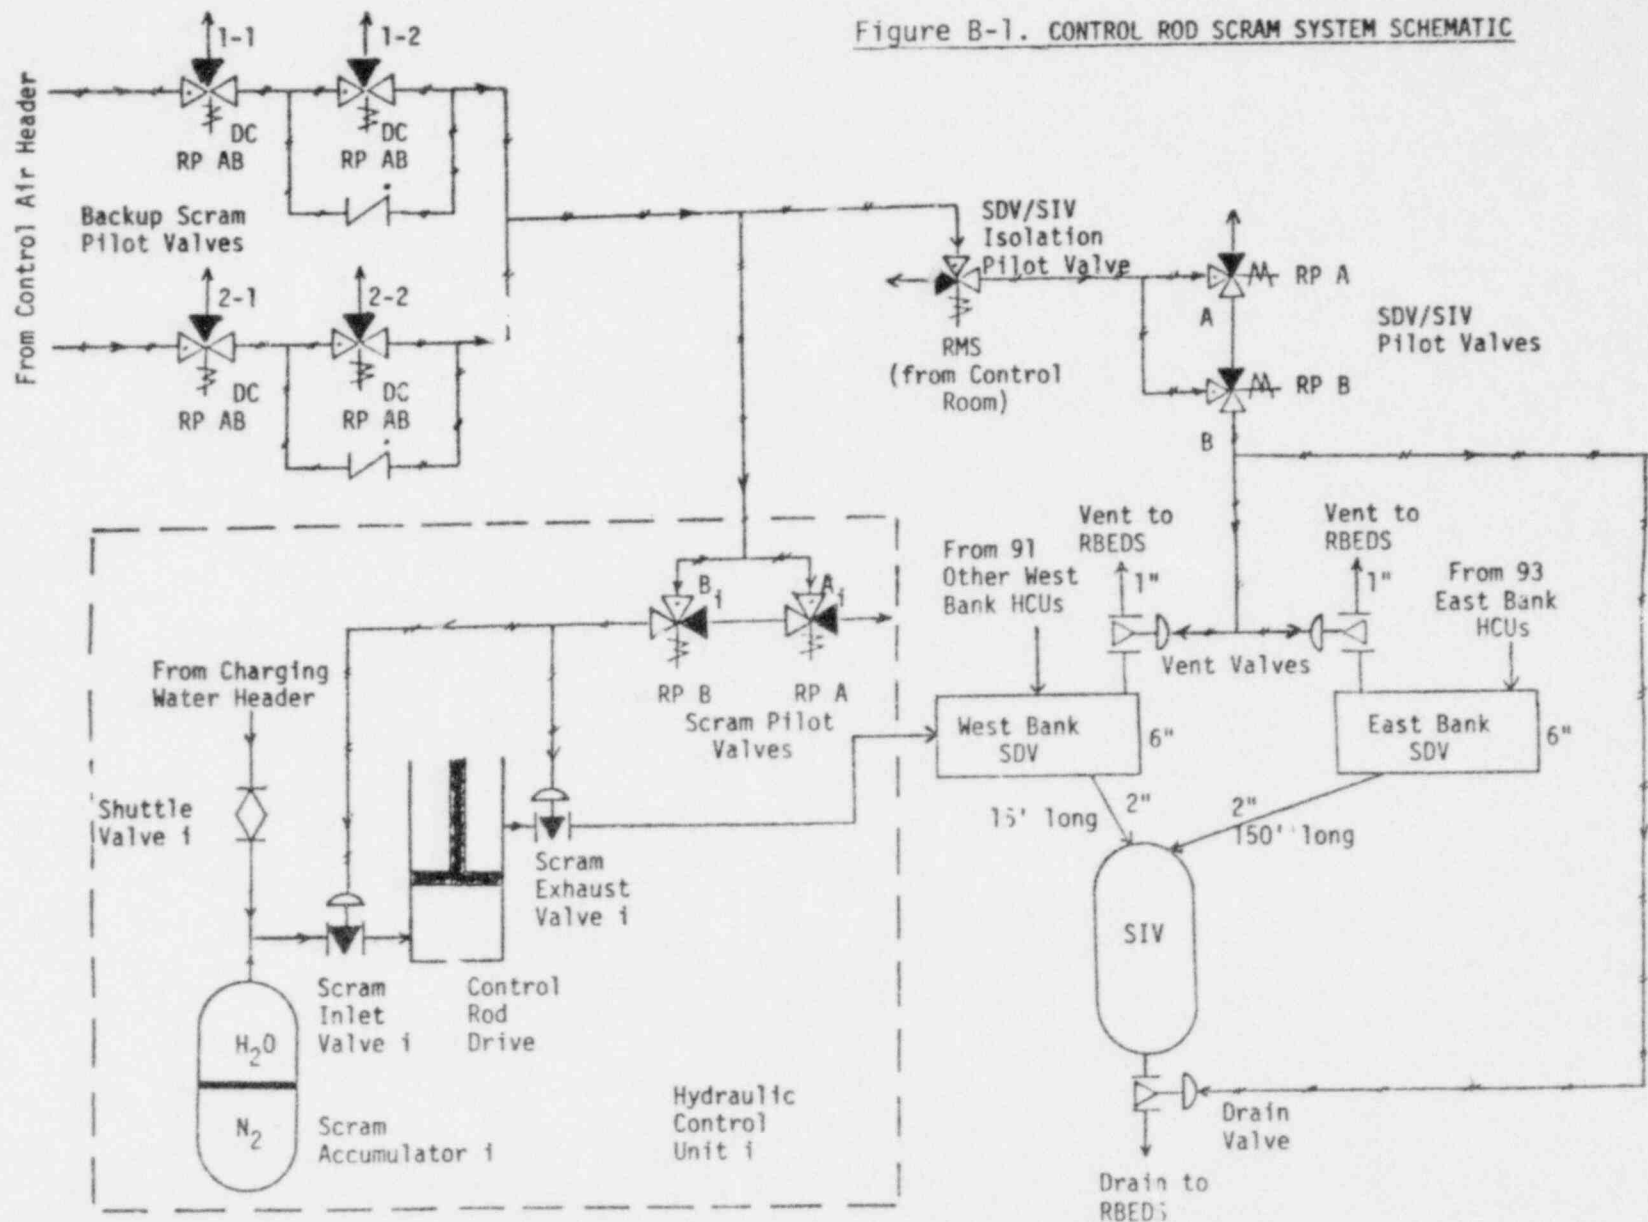 Figure B-1. CONTROL ROD SCRAM SYSTEM SCHEMATIC
From Control Air Header
1-1
1-2
DC
RP AB
DC
RP AB
Backup Scram
Pilot Valves
2-1
2-2
DC
RP AB
DC
RP AB
SDV/SIV
Isolation
Pilot Valve
RMS
(from Control
Room)
RP A
A
SDV/SIV
Pilot Valves
RP B
B
Vent to
RBEDS
1"
Vent to
RBEDS
1"
From 91
Other West
Bank HCUs
From 93
East Bank
HCUs
Vent Valves
West Bank
SDV
6"
East Bank
SDV
6"
2"
15' long
2"
150' long
SIV
Drain
Valve
Drain to
RBEDS
Bi
Ai
RP B
RP A
Scram Pilot
Valves
From Charging
Water Header
Shuttle
Valve i
Scram
Exhaust
Valve i
Scram
Inlet
Valve i
Control
Rod
Drive
H2O
N2
Scram
Accumulator i
Hydraulic
Control
Unit i